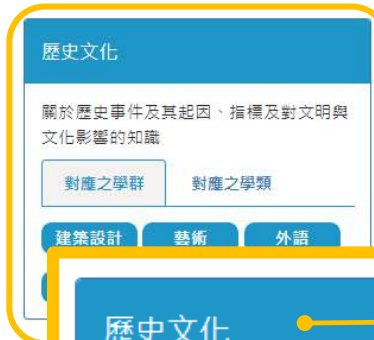 歷史文化
關於歷史事件及其起因、指標及對文明與
文化影響的知識
對應之學群 對應之學類
建築設計 藝術 外語
歷史文化